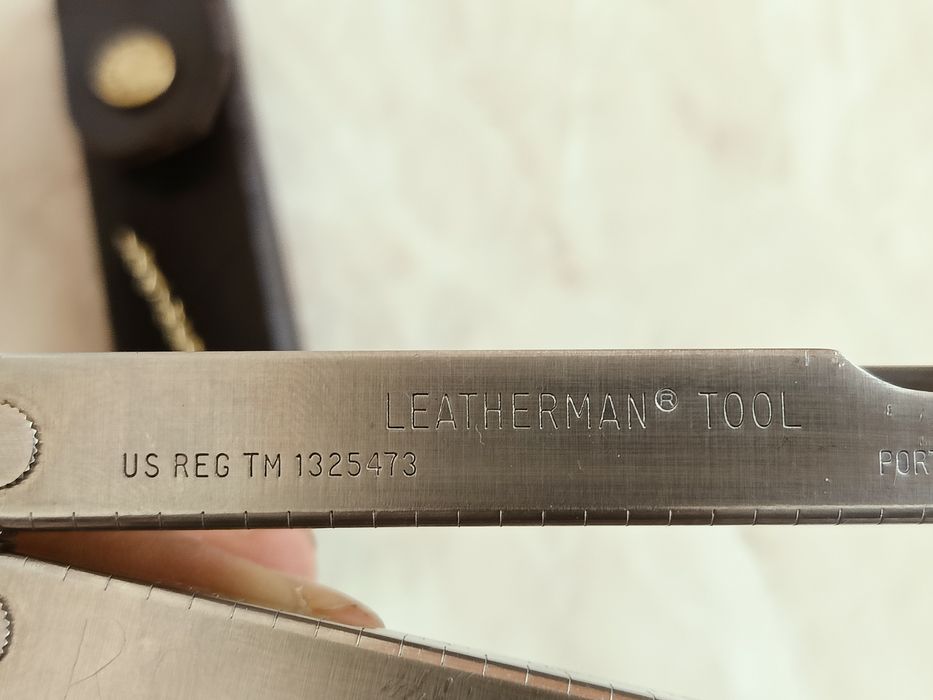 LEATHERMAN® TOOL
US REG TM 1325473
PORT